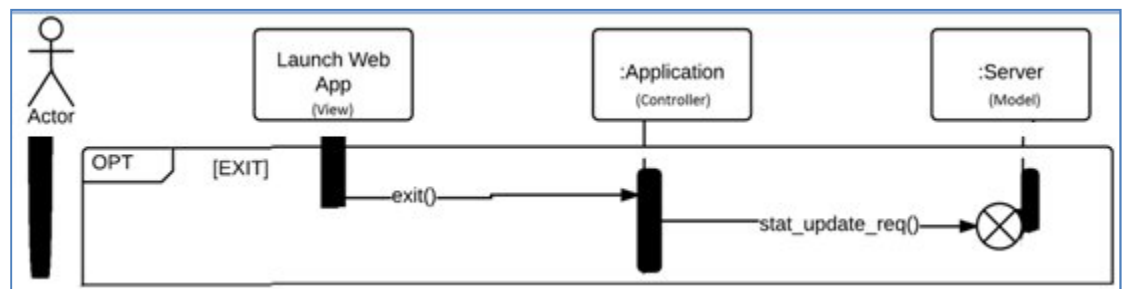 Actor
Launch Web
App
(View)
:Application
(Controller)
:Server
(Model)
OPT
[EXIT]
exit()
stat_update_req()